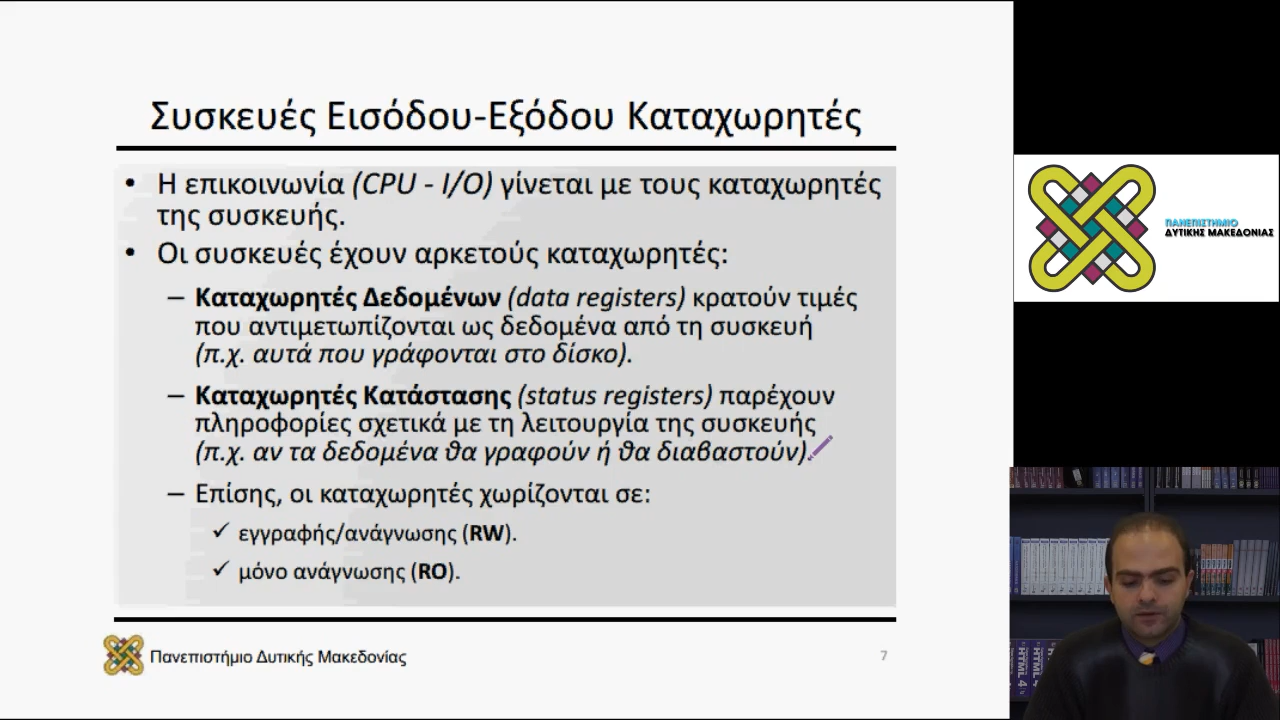 Συσκευές Εισόδου-Εξόδου Καταχωρητές
• Η επικοινωνία (CPU - I/O) γίνεται με τους καταχωρητές
της συσκευής.
• Οι συσκευές έχουν αρκετούς καταχωρητές:
– Καταχωρητές Δεδομένων (data registers) κρατούν τιμές
που αντιμετωπίζονται ως δεδομένα από τη συσκευή
(π.χ. αυτά που γράφονται στο δίσκο).
– Καταχωρητές Κατάστασης (status registers) παρέχουν
πληροφορίες σχετικά με τη λειτουργία της συσκευής
(π.χ. αν τα δεδομένα θα γραφούν ή θα διαβαστούν)
– Επίσης, οι καταχωρητές χωρίζονται σε:
✓ εγγραφής/ανάγνωσης (RW).
✓ μόνο ανάγνωσης (RO).
Πανεπιστήμιο Δυτικής Μακεδονίας
7
ΠΑΝΕΠΙΣΤΗΜΙΟ
ΔΥΤΙΚΗΣ ΜΑΚΕΔΟΝΙΑΣ
HTML 4